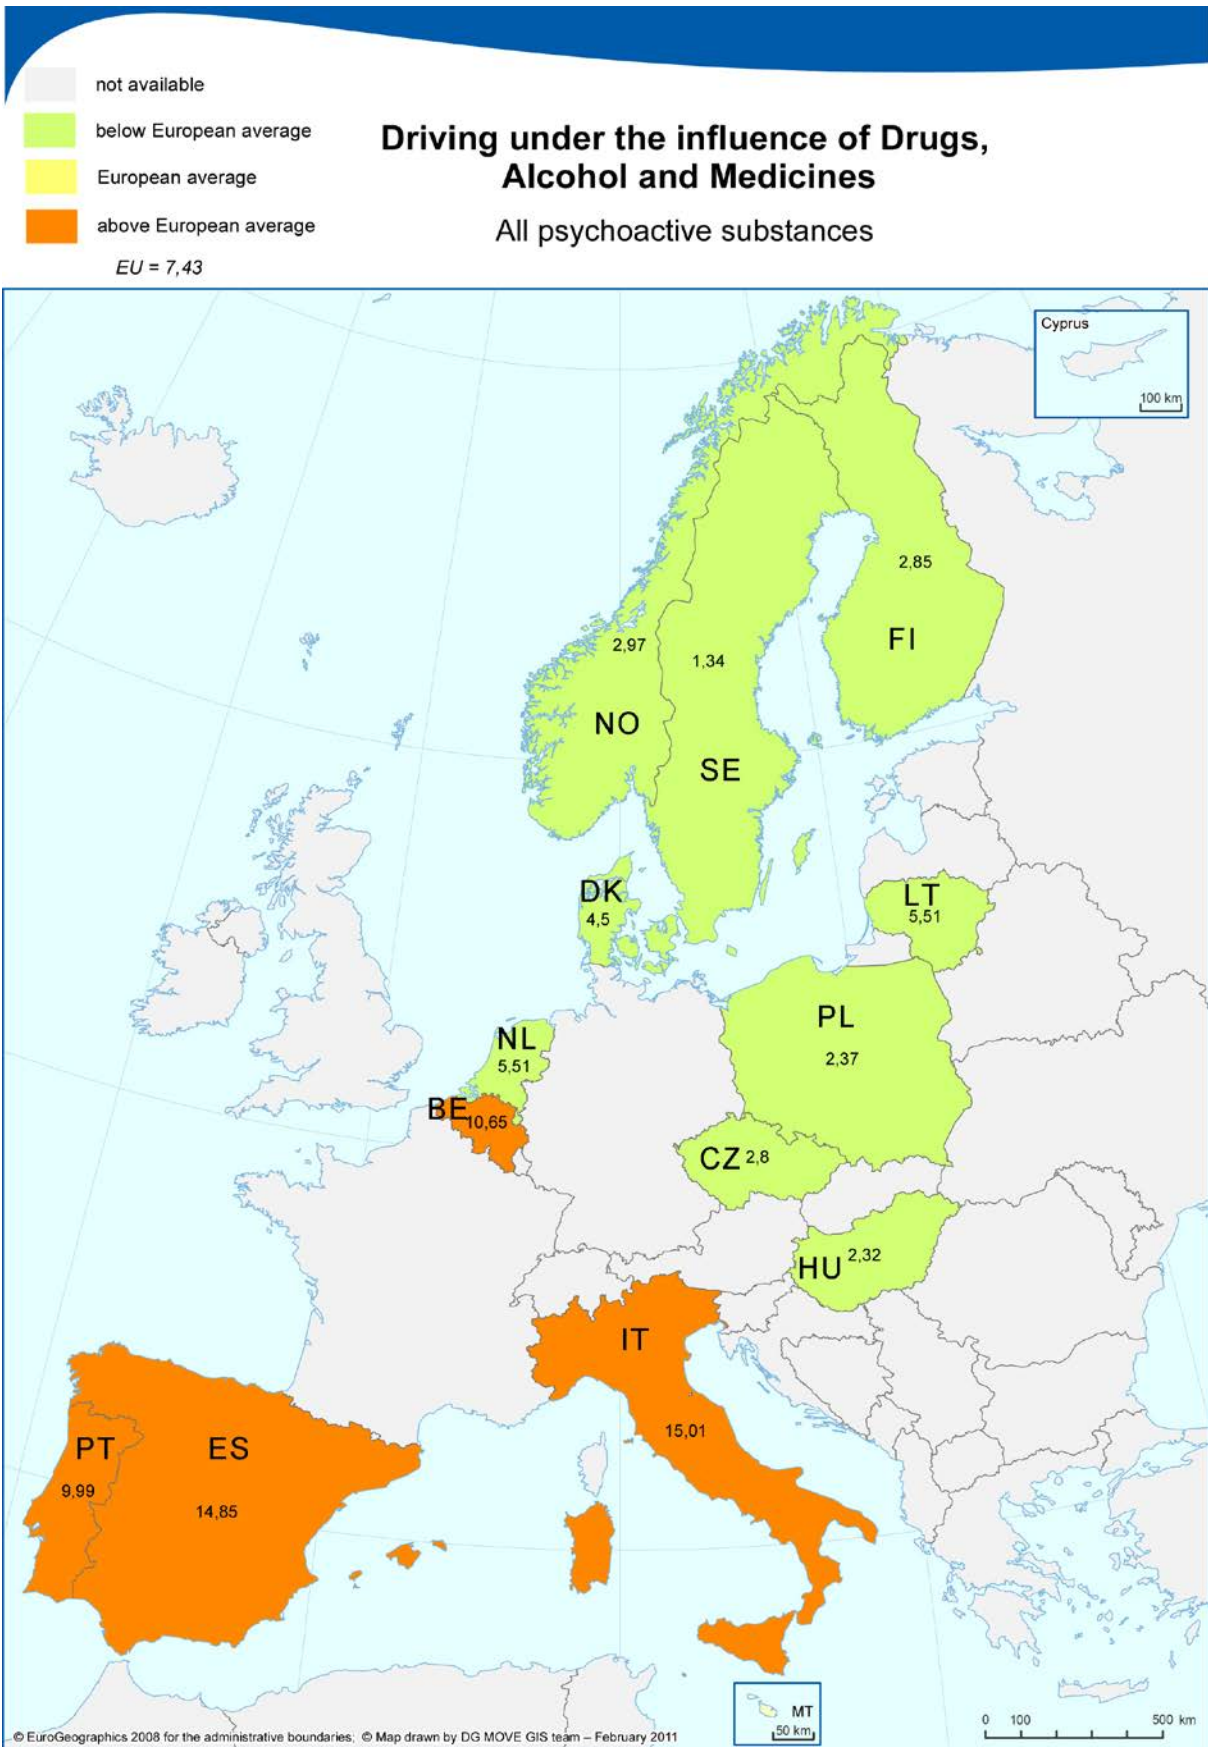 not available
below European average
European average
above European average
EU = 7,43
Driving under the influence of Drugs,
Alcohol and Medicines
All psychoactive substances
Cyprus
100 km
2,85
FI
2,97
1,34
NO
SE
DK
4,5
LT
5,51
PL
2,37
NL
5,51
BE
10,65
CZ 2,8
HU 2,32
IT
15,01
PT
9,99
ES
14,85
MT
50 km
0 100 500 km
© EuroGeographics 2008 for the administrative boundaries; © Map drawn by DG MOVE GIS team – February 2011